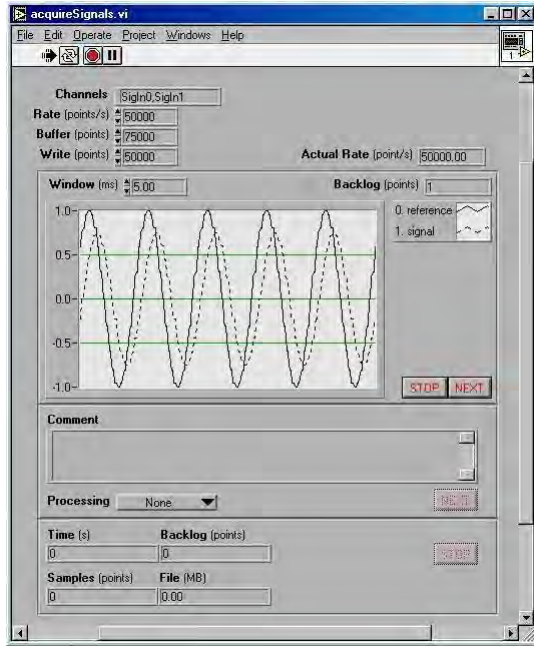 acquireSignals.vi
File Edit Operate Project Windows Help
1
Channels SigIn0,SigIn1
Rate (points/s) 50000
Buffer (points) 75000
Write (points) 50000 Actual Rate (point/s) 50000.00
Window (ms) 5.00 Backlog (points) 1
1.0
0.5
0.0
-0.5
-1.0
0. reference
1. signal
STOP NEXT
Comment
Processing None
NEXT
Time (s) Backlog (points)
0 0
STOP
Samples (points) File (MB)
0 0.00